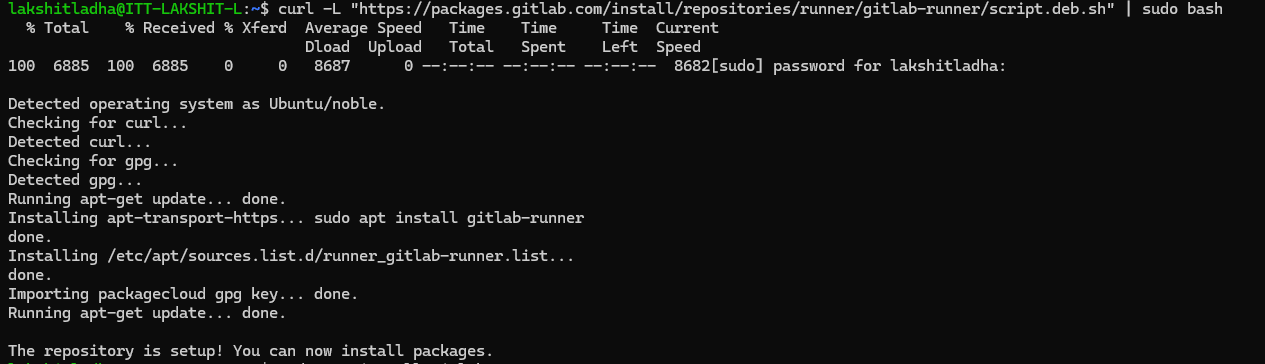 lakshitladha@ITT-LAKSHIT-L:~$ curl -L "https://packages.gitlab.com/install/repositories/runner/gitlab-runner/script.deb.sh" | sudo bash
  % Total    % Received % Xferd  Average Speed   Time    Time     Time  Current
                                 Dload  Upload   Total   Spent    Left  Speed
100  6885  100  6885    0     0   8687      0 --:--:-- --:--:-- --:--:--  8682[sudo] password for lakshitladha:
Detected operating system as Ubuntu/noble.
Checking for curl...
Detected curl...
Checking for gpg...
Detected gpg...
Running apt-get update... done.
Installing apt-transport-https... sudo apt install gitlab-runner
done.
Installing /etc/apt/sources.list.d/runner_gitlab-runner.list...
done.
Importing packagecloud gpg key... done.
Running apt-get update... done.
The repository is setup! You can now install packages.